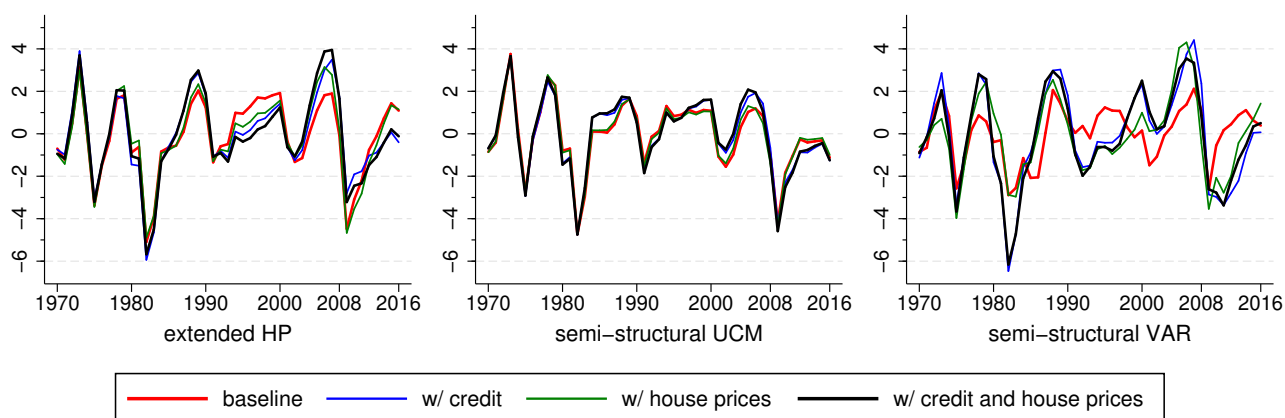 4
2
0
−2
−4
−6
1970 1980 1990 2000 2008 2016
extended HP
4
2
0
−2
−4
−6
1970 1980 1990 2000 2008 2016
semi−structural UCM
4
2
0
−2
−4
−6
1970 1980 1990 2000 2008 2016
semi−structural VAR
baseline w/ credit w/ house prices w/ credit and house prices